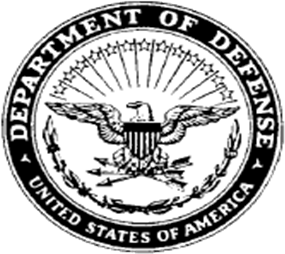 DEPARTMENT OF DEFENSE
UNITED STATES OF AMERICA